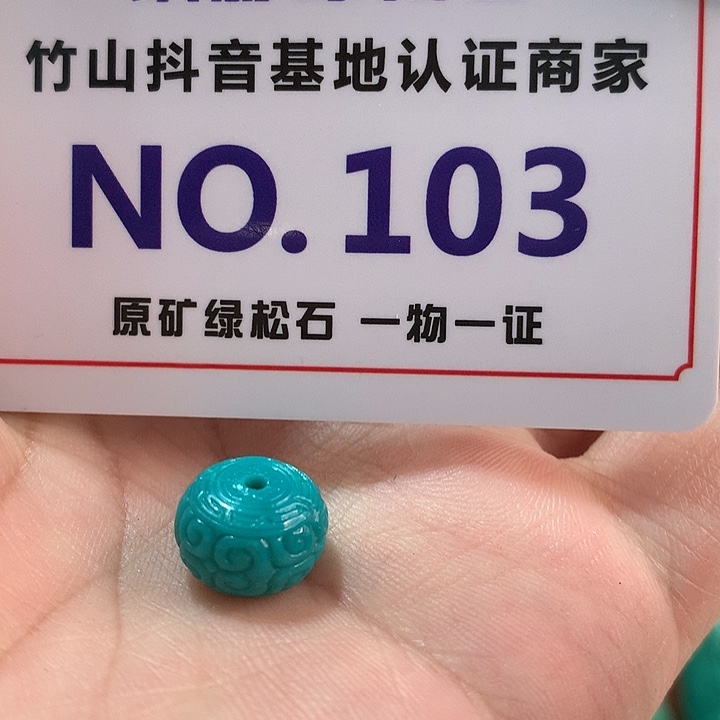 竹山抖音基地认证商家
NO.103
原矿绿松石 一物一证